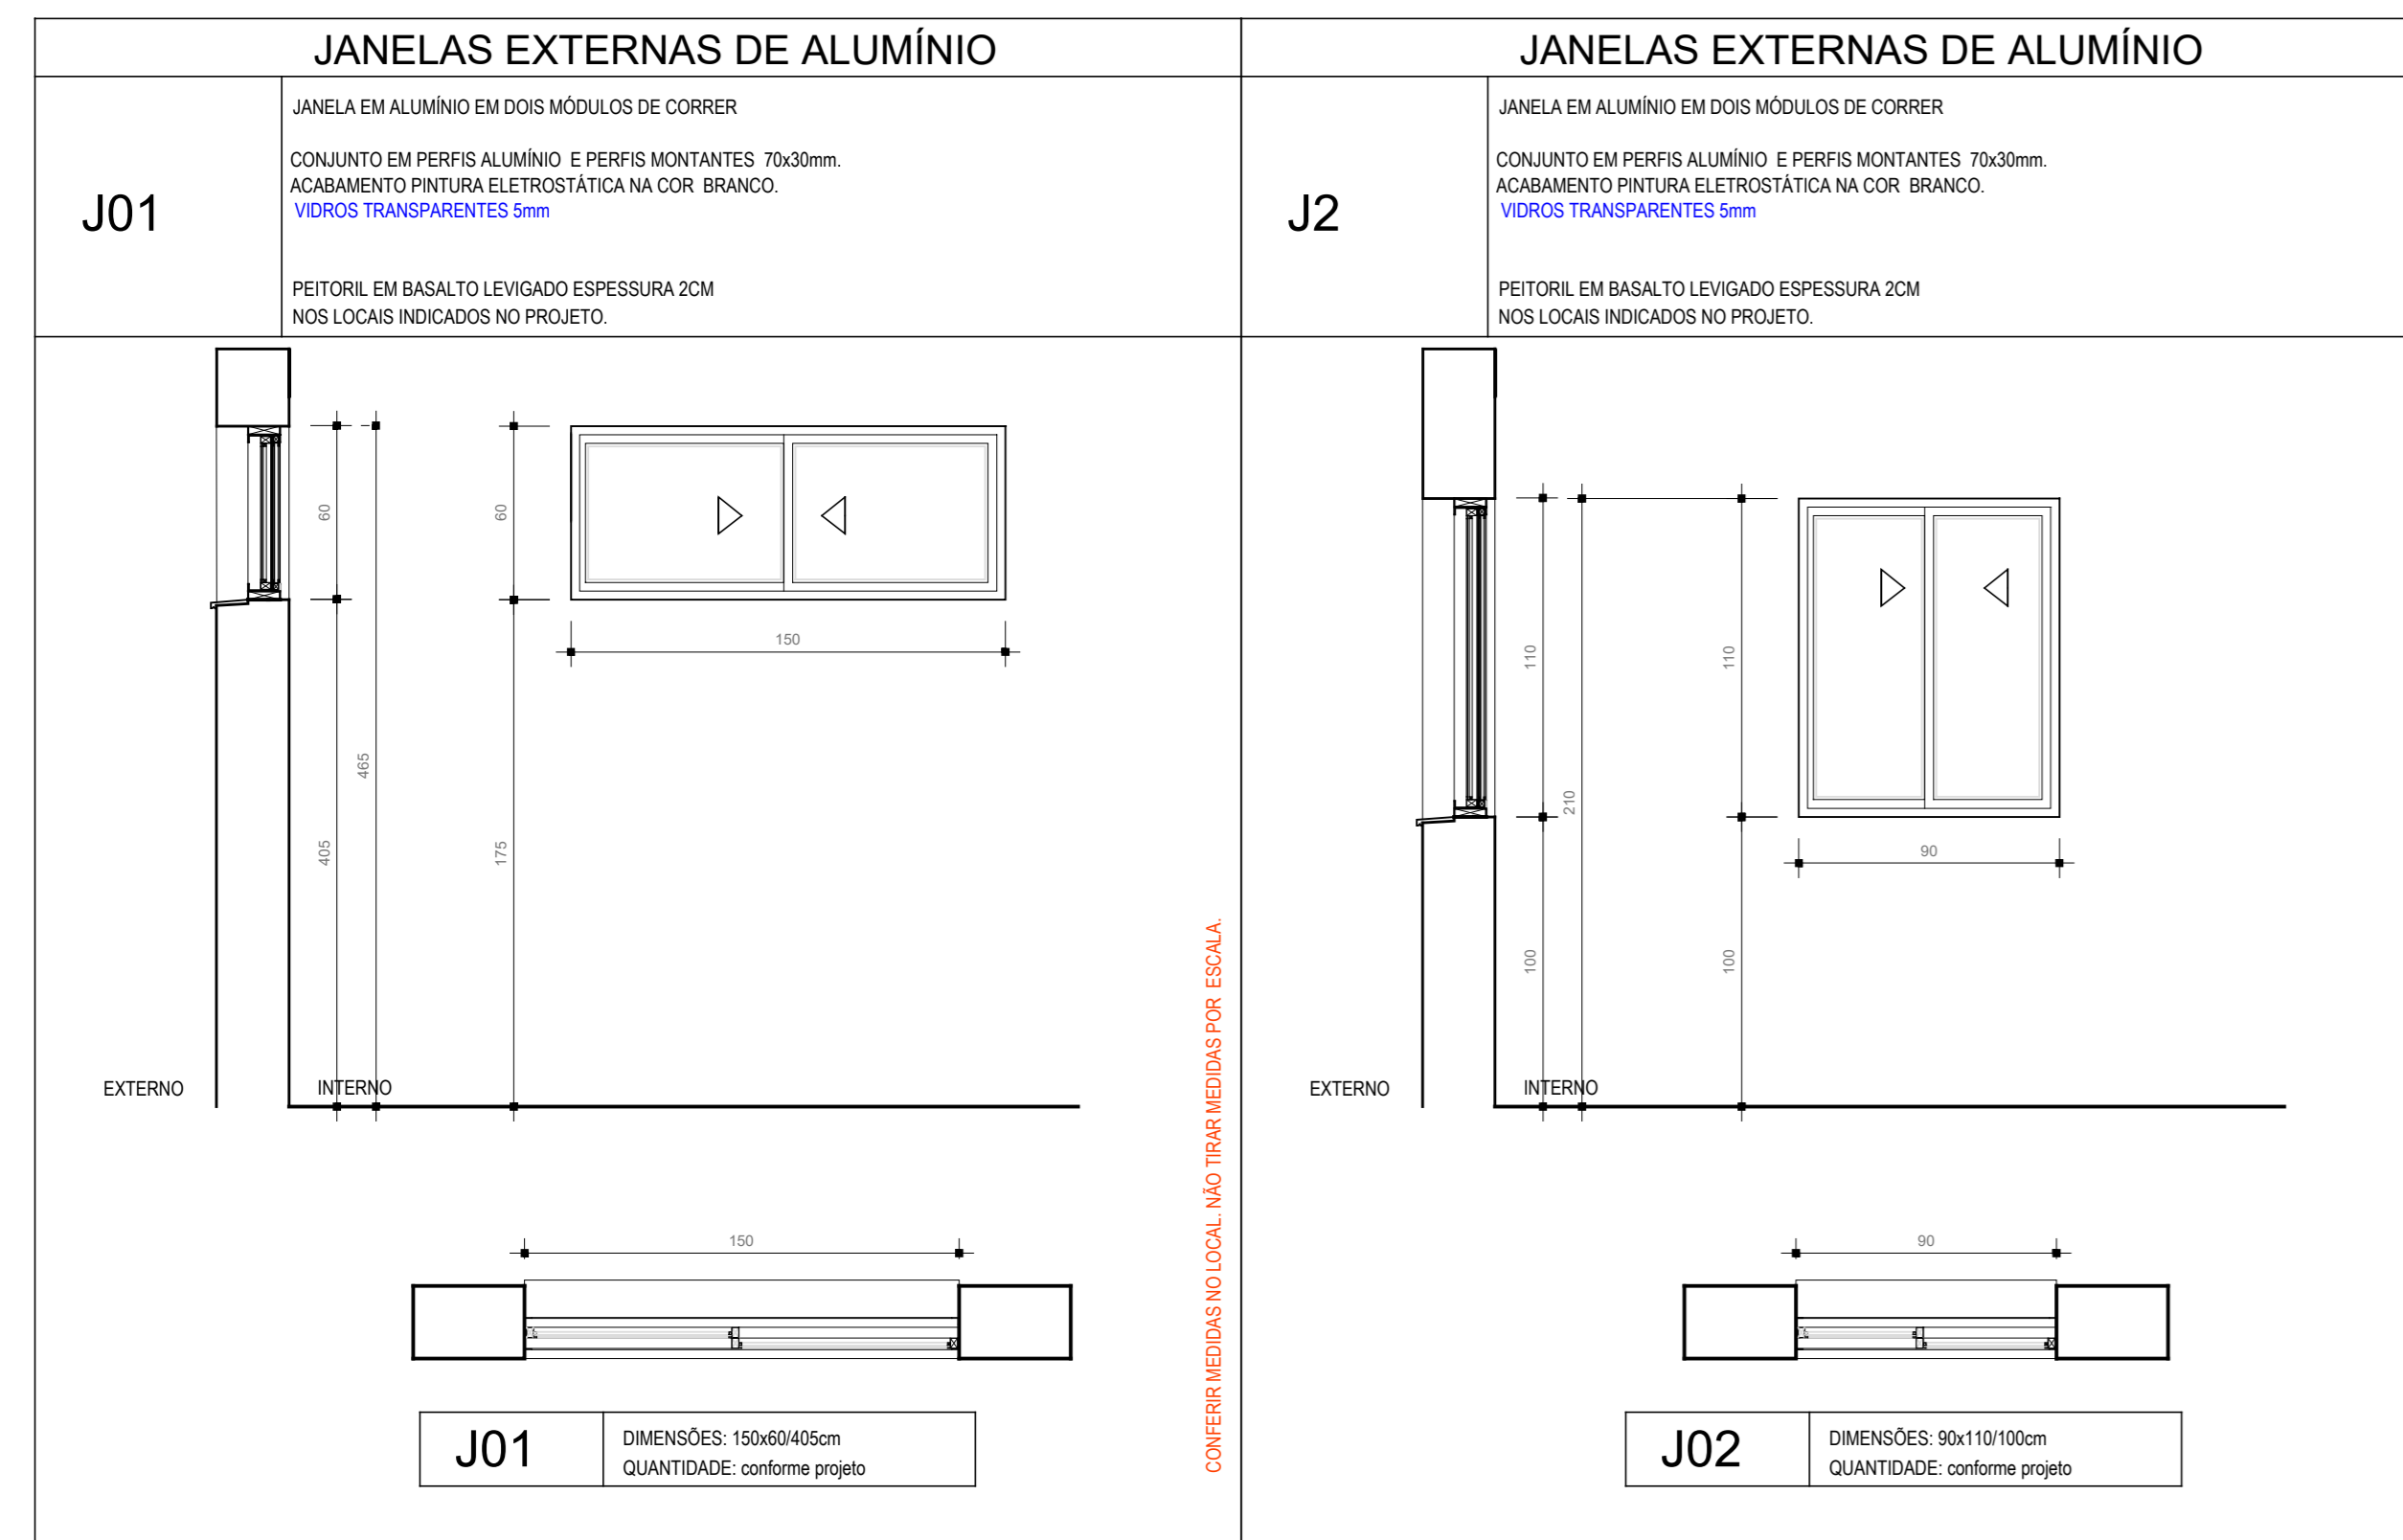 JANELAS EXTERNAS DE ALUMÍNIO
J01
JANELA EM ALUMÍNIO EM DOIS MÓDULOS DE CORRER
CONJUNTO EM PERFIS ALUMÍNIO E PERFIS MONTANTES 70x30mm.
ACABAMENTO PINTURA ELETROSTÁTICA NA COR BRANCO.
VIDROS TRANSPARENTES 5mm
PEITORIL EM BASALTO LEVIGADO ESPESSURA 2CM
NOS LOCAIS INDICADOS NO PROJETO.
60
60
150
465
405
175
EXTERNO
INTERNO
150
J01
DIMENSÕES: 150x60/405cm
QUANTIDADE: conforme projeto
CONFERIR MEDIDAS NO LOCAL. NÃO TIRAR MEDIDAS POR ESCALA.
JANELAS EXTERNAS DE ALUMÍNIO
J2
JANELA EM ALUMÍNIO EM DOIS MÓDULOS DE CORRER
CONJUNTO EM PERFIS ALUMÍNIO E PERFIS MONTANTES 70x30mm.
ACABAMENTO PINTURA ELETROSTÁTICA NA COR BRANCO.
VIDROS TRANSPARENTES 5mm
PEITORIL EM BASALTO LEVIGADO ESPESSURA 2CM
NOS LOCAIS INDICADOS NO PROJETO.
110
110
210
90
100
100
EXTERNO
INTERNO
90
J02
DIMENSÕES: 90x110/100cm
QUANTIDADE: conforme projeto